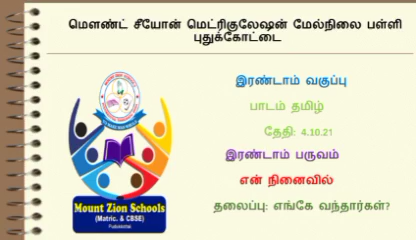 மௌண்ட் சீயோன் மெட்ரிகுலேஷன் மேல்நிலை பள்ளி
புதுக்கோட்டை
இரண்டாம் வகுப்பு
பாடம் தமிழ்
தேதி: 4.10.21
இரண்டாம் பருவம்
என் நினைவில்
தலைப்பு: எங்கே வந்தார்கள்?
Mount Zion Schools
(Matric. & CBSE)
Pudukkottai